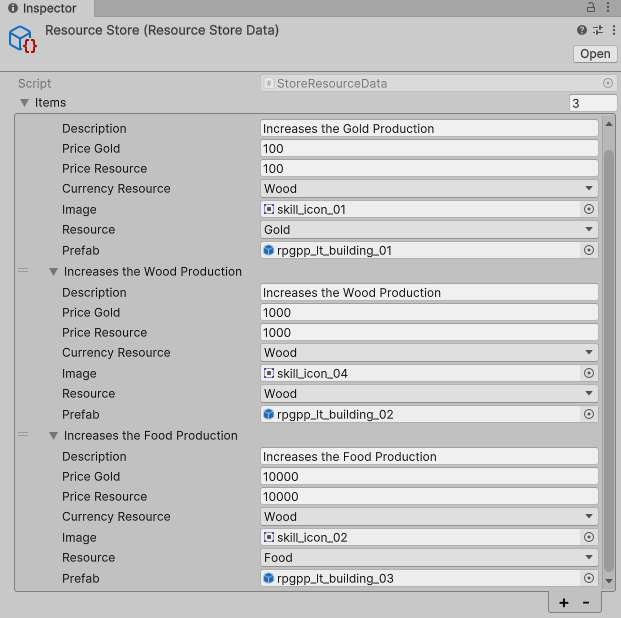 Inspector
Resource Store (Resource Store Data)
Open
Script StoreResourceData
Items 3
Description Increases the Gold Production
Price Gold 100
Price Resource 100
Currency Resource Wood
Image skill_icon_01
Resource Gold
Prefab rpgpp_lt_building_01
Increases the Wood Production
Description Increases the Wood Production
Price Gold 1000
Price Resource 1000
Currency Resource Wood
Image skill_icon_04
Resource Wood
Prefab rpgpp_lt_building_02
Increases the Food Production
Description Increases the Food Production
Price Gold 10000
Price Resource 10000
Currency Resource Wood
Image skill_icon_02
Resource Food
Prefab rpgpp_lt_building_03